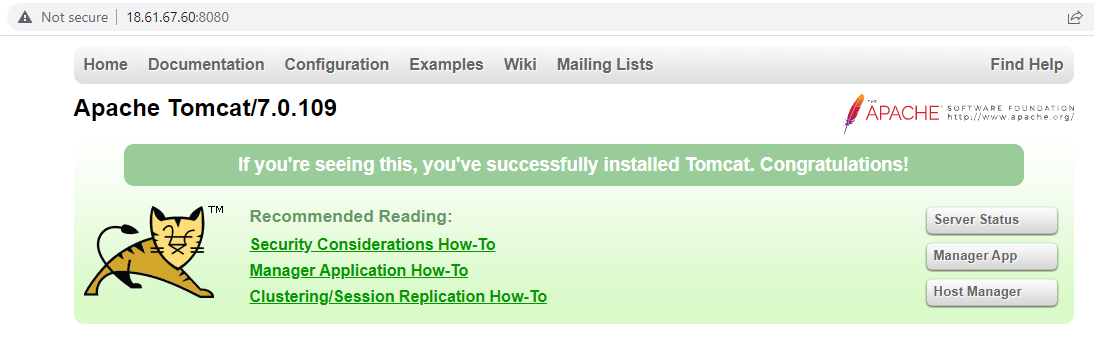 Not secure 18.61.67.60:8080
Home Documentation Configuration Examples Wiki Mailing Lists Find Help
Apache Tomcat/7.0.109
THE
APACHE® SOFTWARE FOUNDATION
http://www.apache.org/
If you're seeing this, you've successfully installed Tomcat. Congratulations!
TM
Recommended Reading:
Security Considerations How-To
Manager Application How-To
Clustering/Session Replication How-To
Server Status
Manager App
Host Manager